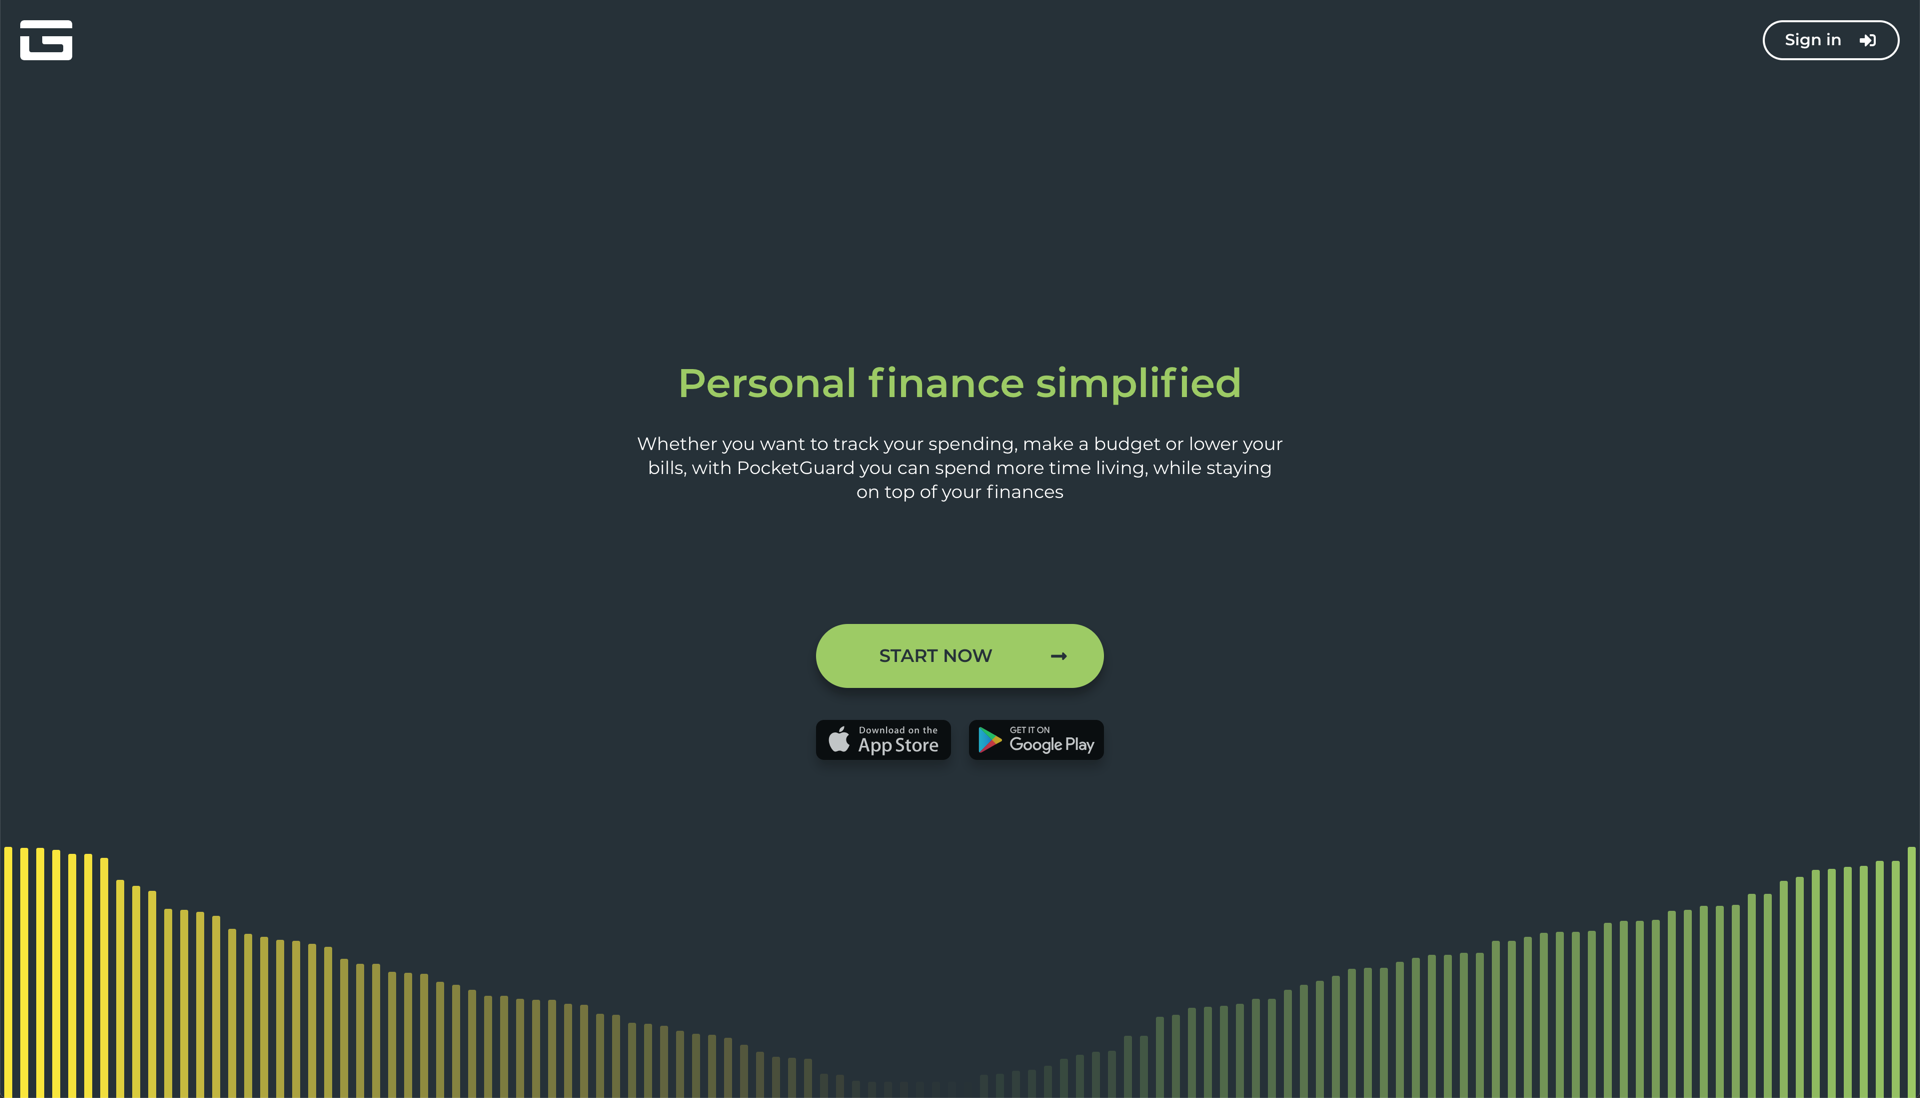 Sign in
Personal finance simplified
Whether you want to track your spending, make a budget or lower your
bills, with PocketGuard you can spend more time living, while staying
on top of your finances
START NOW
Download on the
App Store
GET IT ON
Google Play